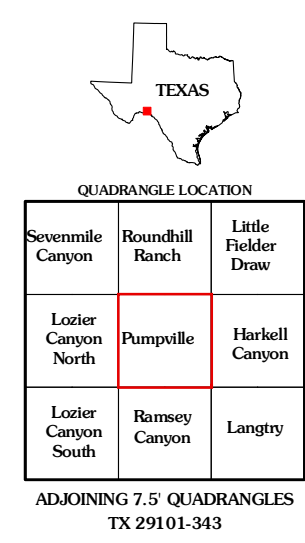 TEXAS
QUADRANGLE LOCATION
Sevenmile
Canyon
Roundhill
Ranch
Little
Fielder
Draw
Lozier
Canyon
North
Pumpville
Harkell
Canyon
Lozier
Canyon
South
Ramsey
Canyon
Langtry
ADJOINING 7.5' QUADRANGLES
TX 29101-343